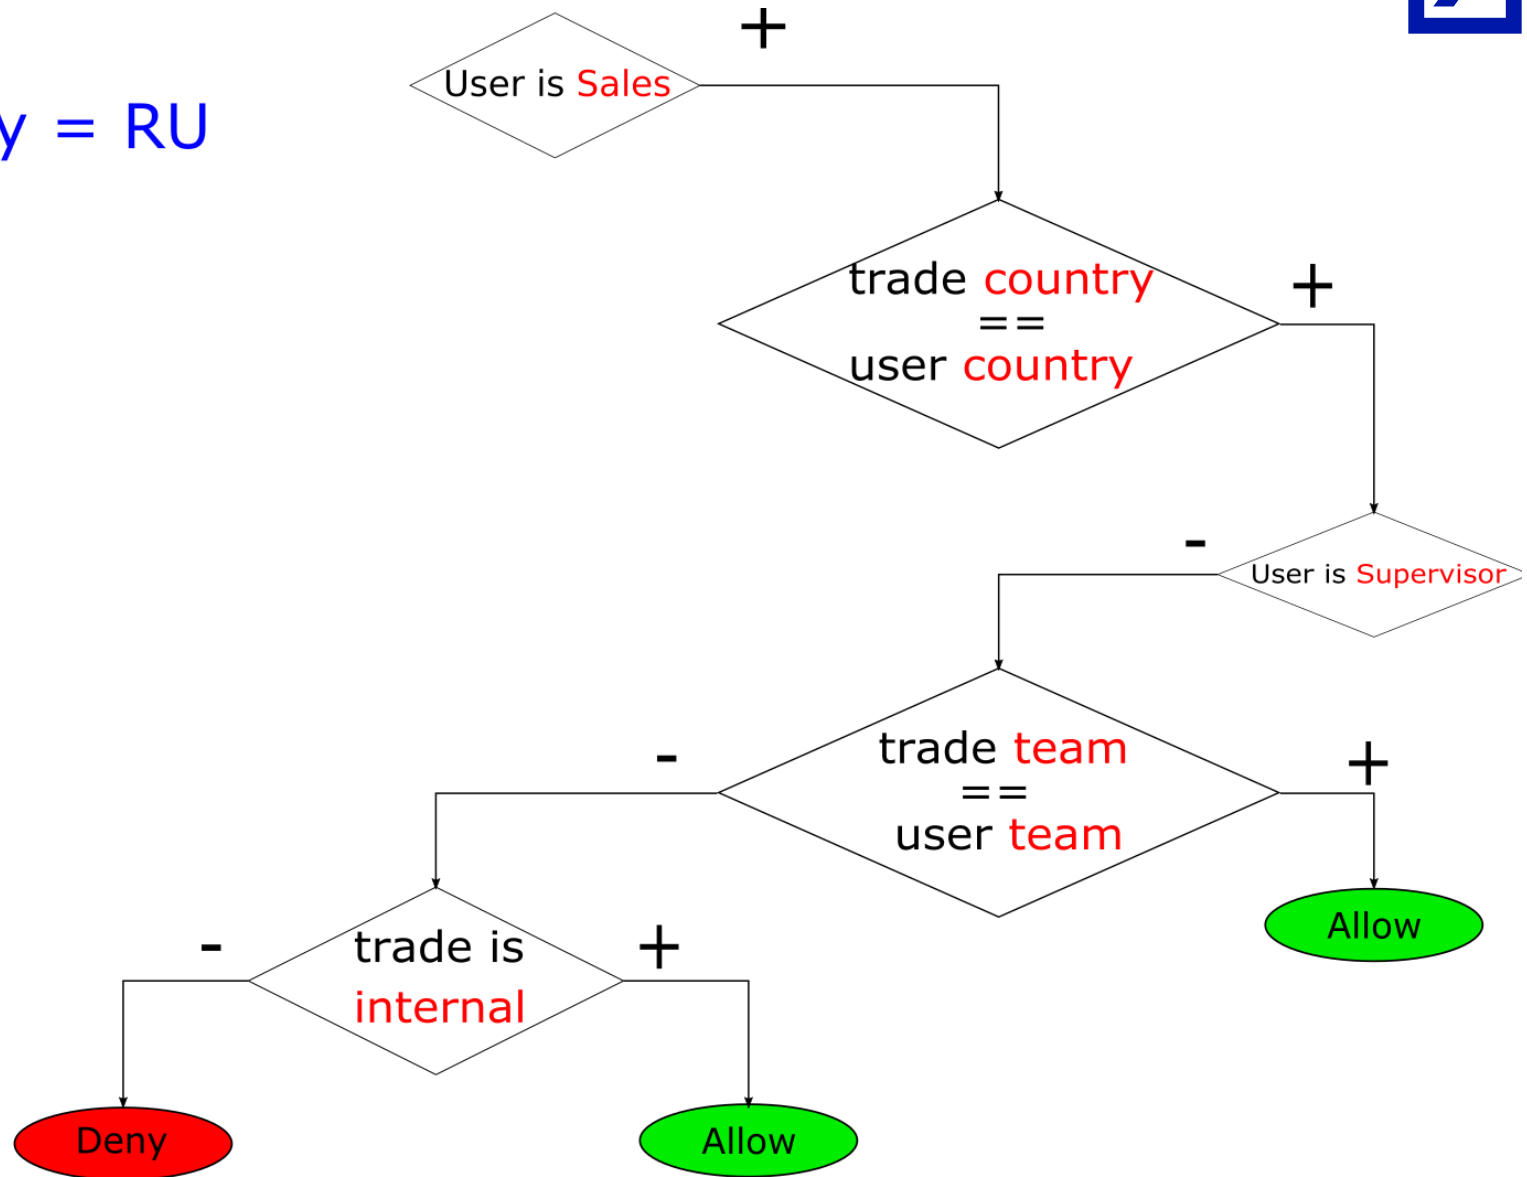 +
User is Sales
y = RU
trade country
==
user country
+
-
User is Supervisor
trade team
==
user team
-
+
trade is
internal
-
+
Allow
Deny
Allow